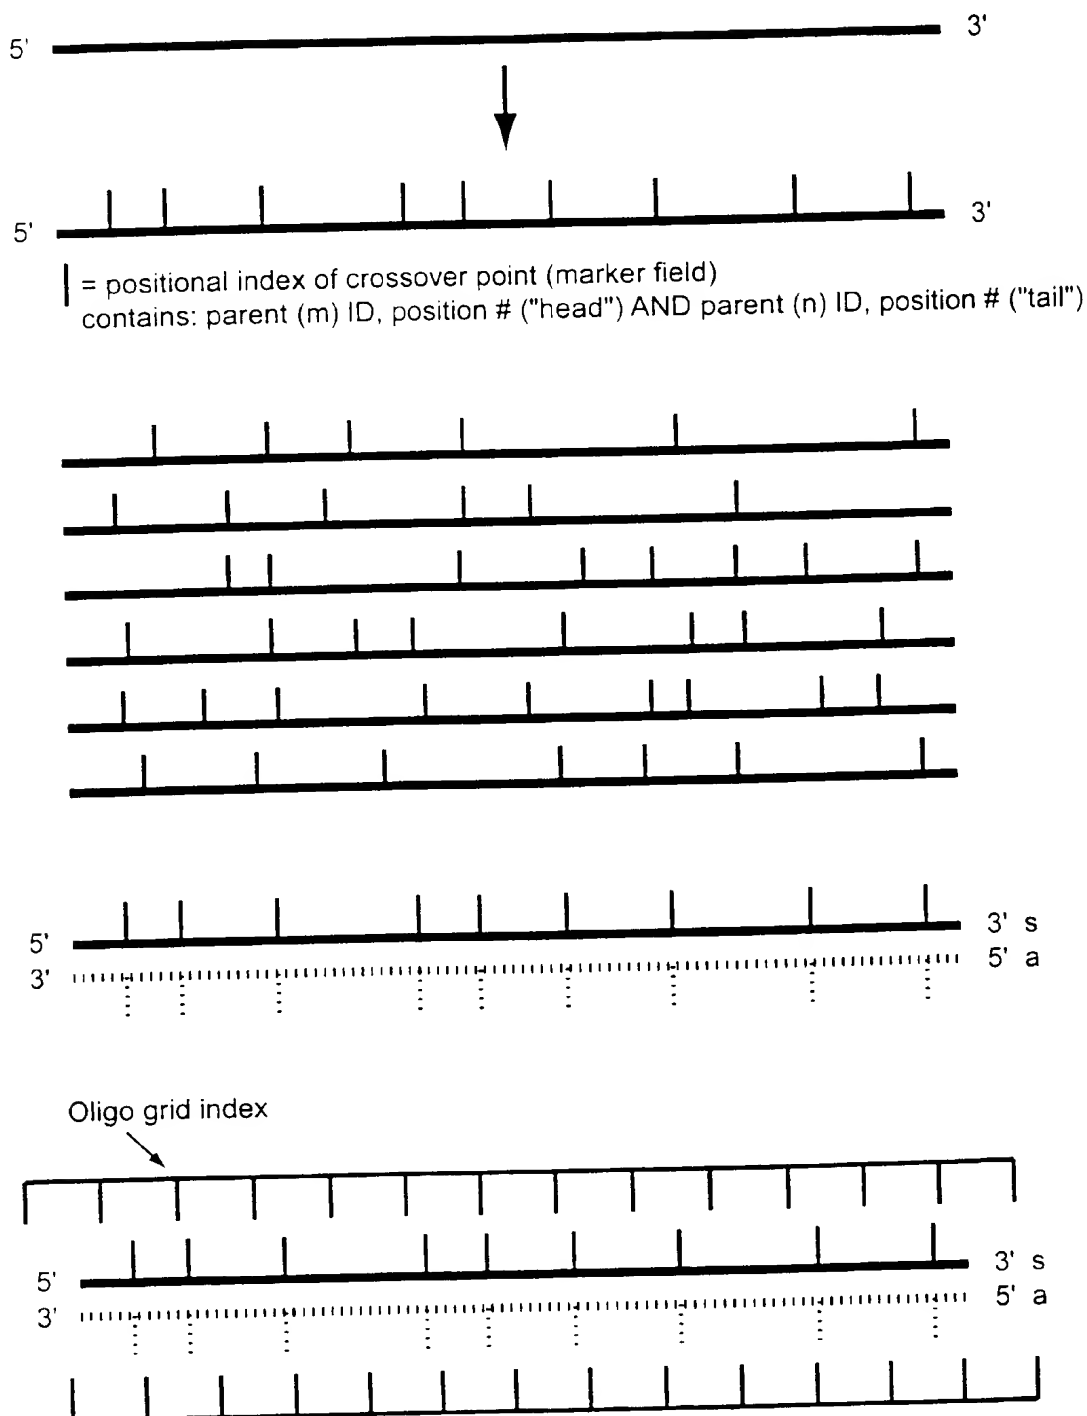 5' 3'
5' 3'
= positional index of crossover point (marker field)
contains: parent (m) ID, position # ("head") AND parent (n) ID, position # ("tail")
5' 3' s
3' 5' a
Oligo grid index
5' 3' s
3' 5' a